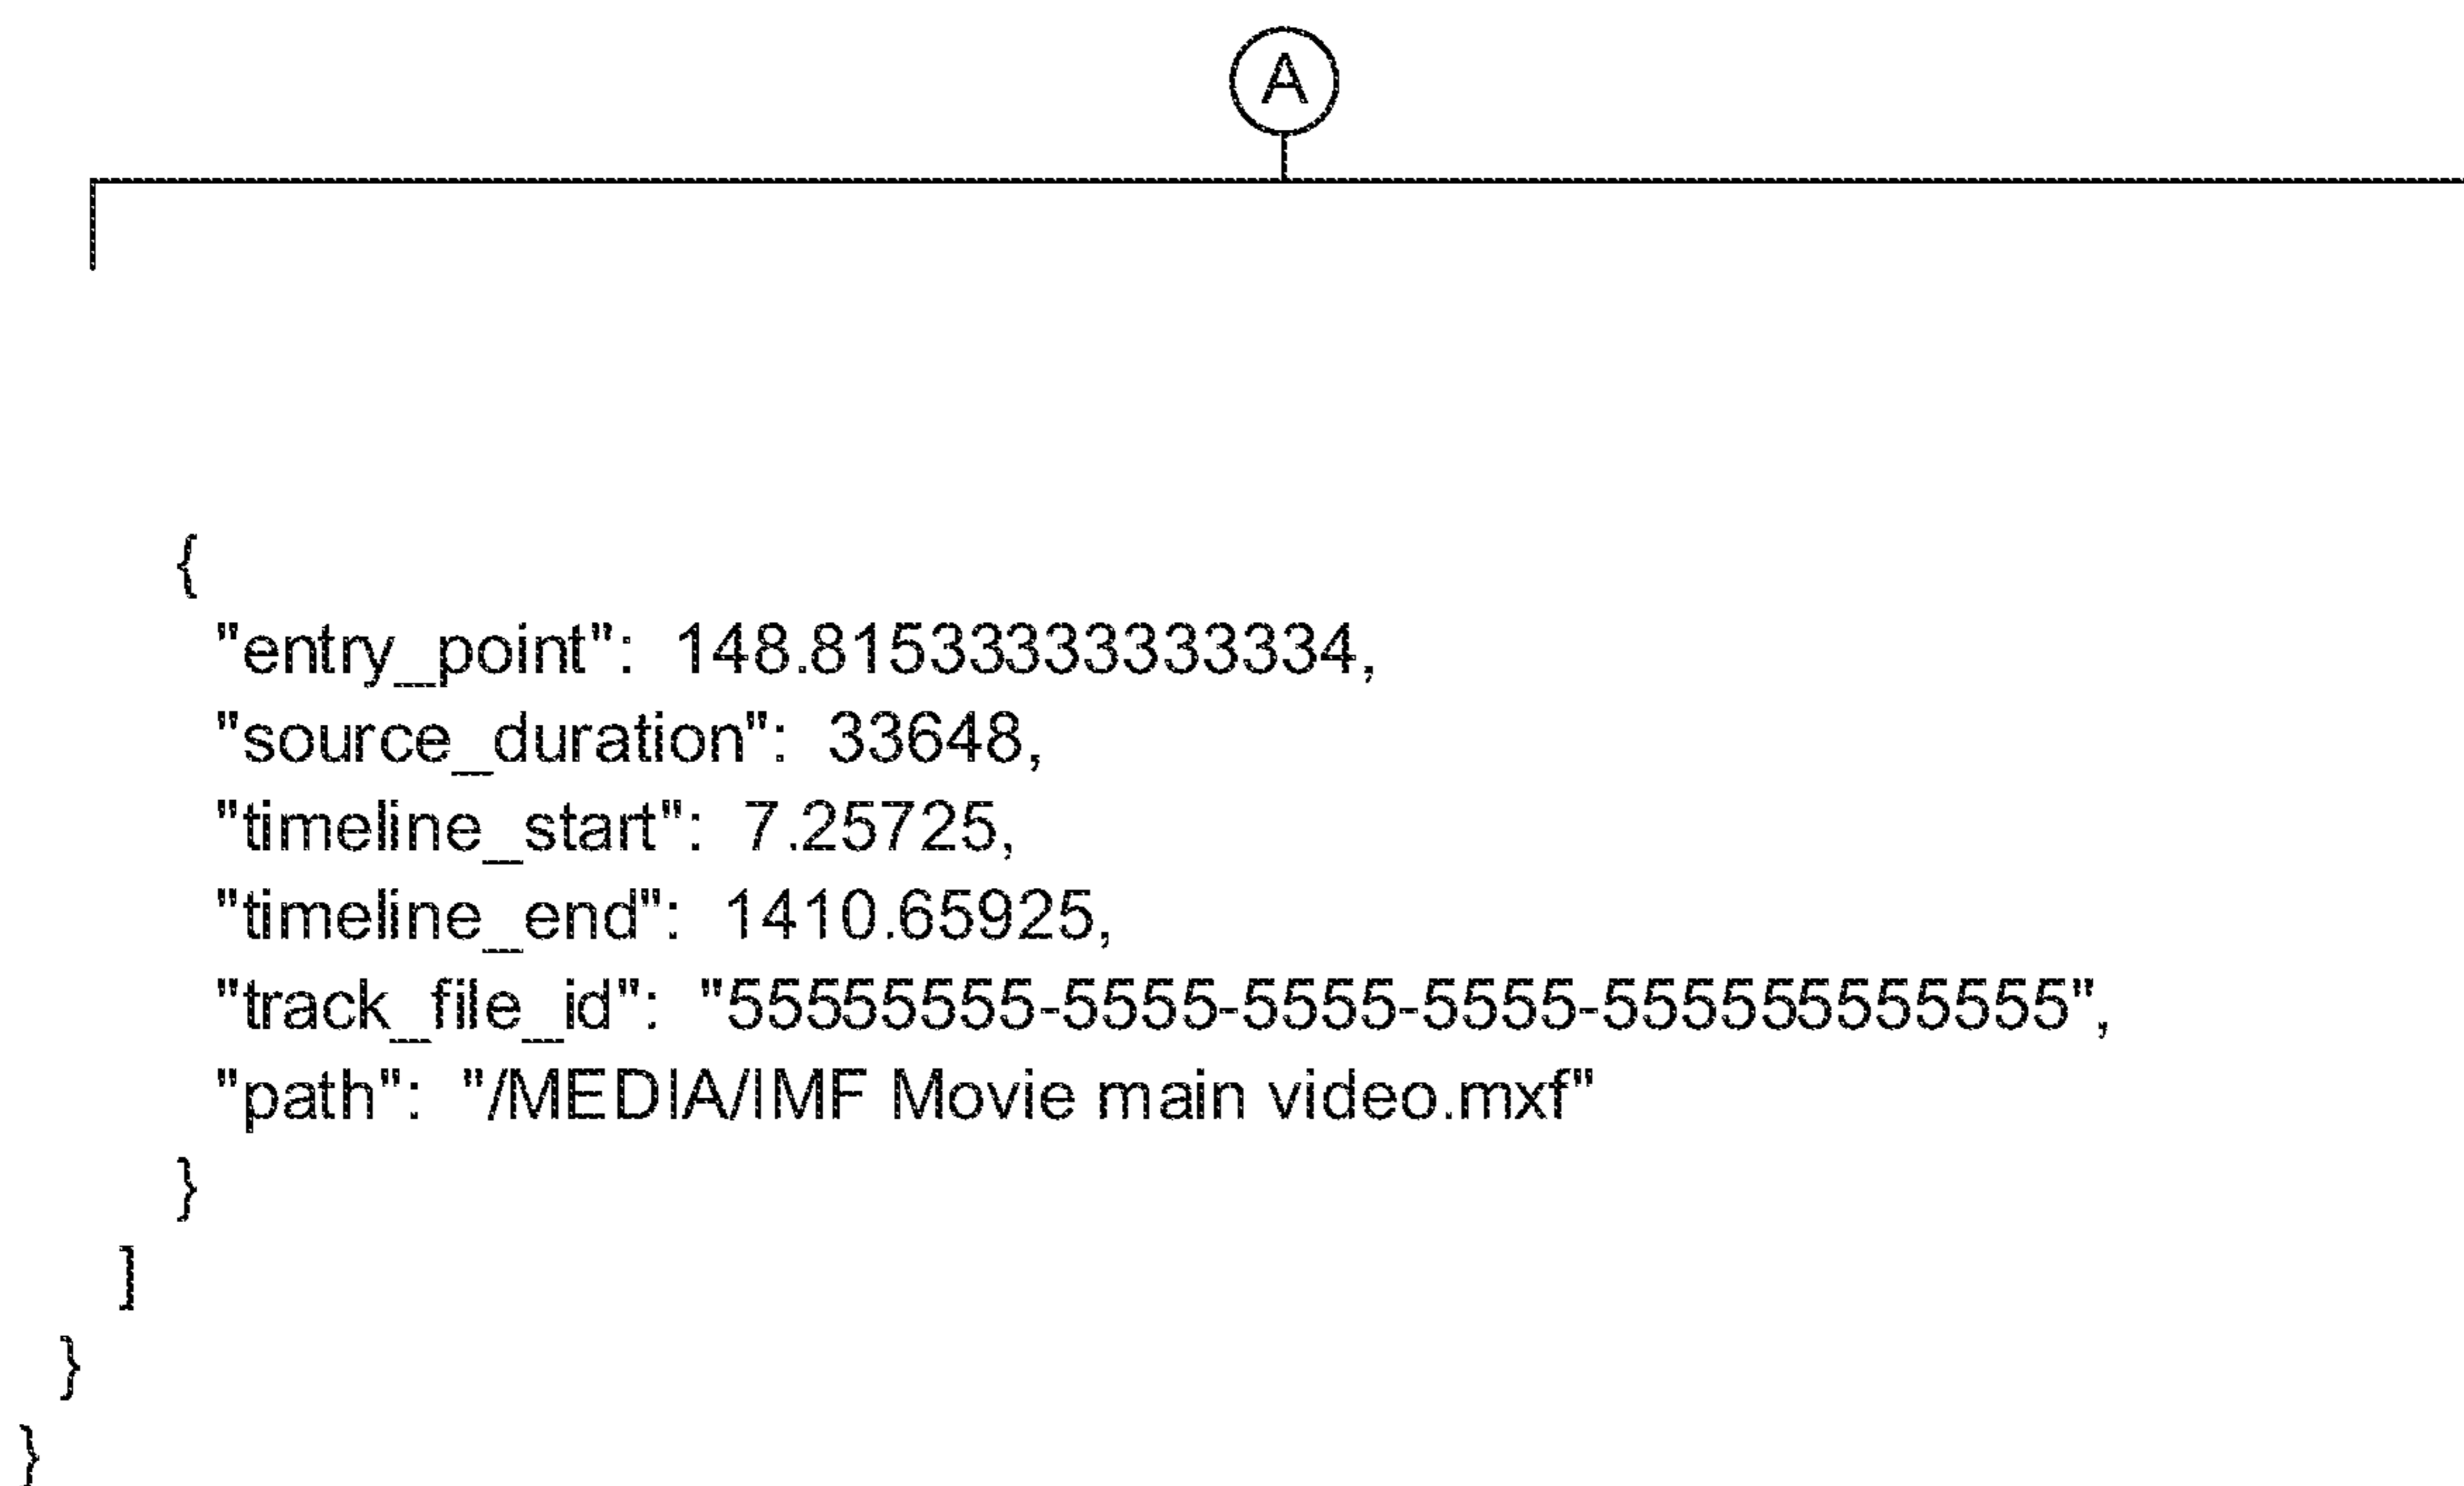 A
{
"entry_point": 148.81533333333334,
"source_duration": 33648,
"timeline_start": 7.25725,
"timeline_end": 1410.65925,
"track_file_id": "55555555-5555-5555-5555-555555555555",
"path": "/MEDIA/IMF Movie main video.mxf"
}
]
}
}